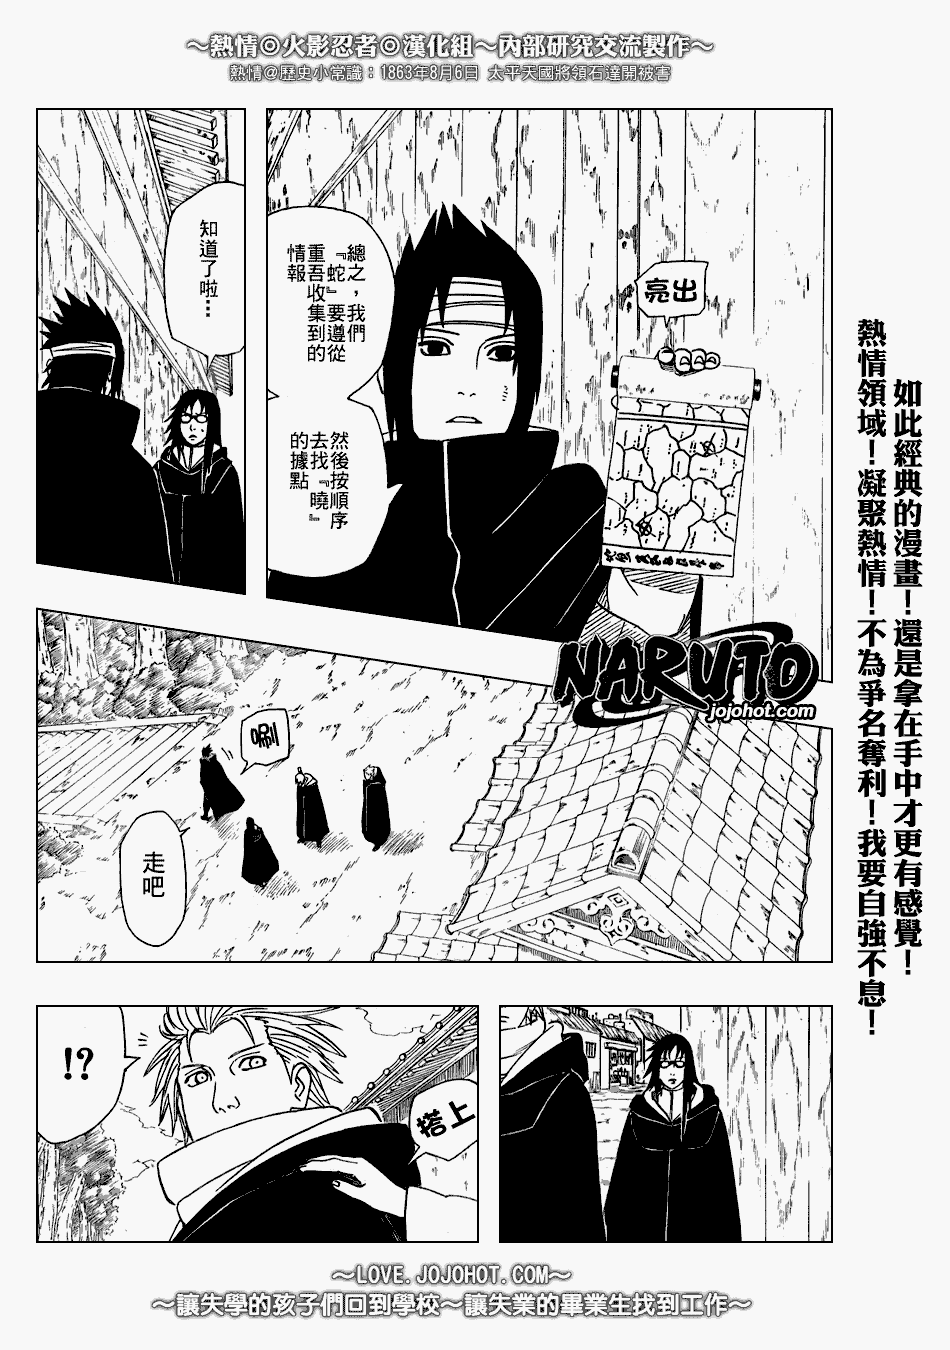 ～熱情◎火影忍者◎漢化組～內部研究交流製作～
熱情@歷史小常識：1863年8月6日 太平天國將領石達開被害
亮出
總之，我們
『蛇』要遵從
重吾收集到的
情報
然後按順序
去找『曉』
的據點
知道了啦…
如此經典的漫畫！還是拿在手中才更有感覺！
熱情領域！凝聚熱情！不為爭名奪利！我要自強不息！
NARUTO
jojohot.com
唰
走吧
搭上
!?
～LOVE.JOJOHOT.COM～
～讓失學的孩子們回到學校～讓失業的畢業生找到工作～